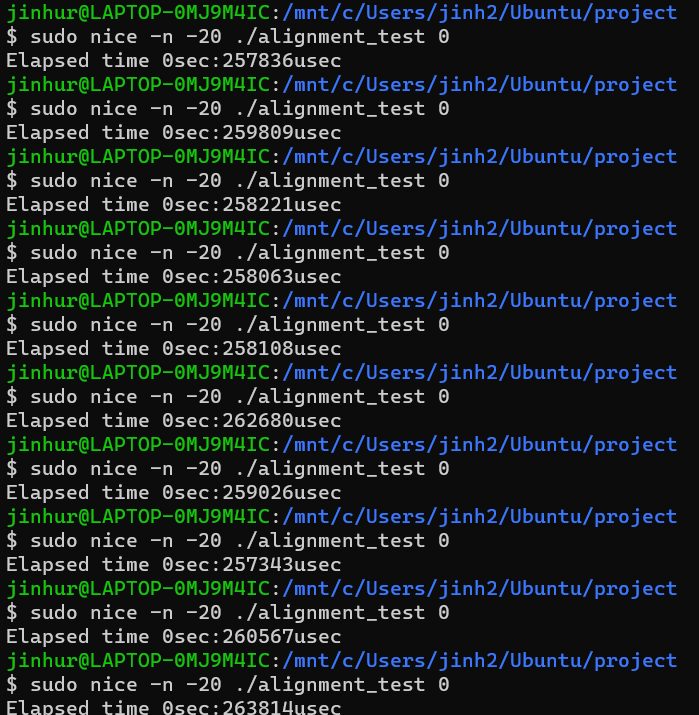 jinhur@LAPTOP-0MJ9M4IC:/mnt/c/Users/jinh2/Ubuntu/project
$ sudo nice -n -20 ./alignment_test 0
Elapsed time 0sec:257836usec
jinhur@LAPTOP-0MJ9M4IC:/mnt/c/Users/jinh2/Ubuntu/project
$ sudo nice -n -20 ./alignment_test 0
Elapsed time 0sec:259809usec
jinhur@LAPTOP-0MJ9M4IC:/mnt/c/Users/jinh2/Ubuntu/project
$ sudo nice -n -20 ./alignment_test 0
Elapsed time 0sec:258221usec
jinhur@LAPTOP-0MJ9M4IC:/mnt/c/Users/jinh2/Ubuntu/project
$ sudo nice -n -20 ./alignment_test 0
Elapsed time 0sec:258063usec
jinhur@LAPTOP-0MJ9M4IC:/mnt/c/Users/jinh2/Ubuntu/project
$ sudo nice -n -20 ./alignment_test 0
Elapsed time 0sec:258108usec
jinhur@LAPTOP-0MJ9M4IC:/mnt/c/Users/jinh2/Ubuntu/project
$ sudo nice -n -20 ./alignment_test 0
Elapsed time 0sec:262680usec
jinhur@LAPTOP-0MJ9M4IC:/mnt/c/Users/jinh2/Ubuntu/project
$ sudo nice -n -20 ./alignment_test 0
Elapsed time 0sec:259026usec
jinhur@LAPTOP-0MJ9M4IC:/mnt/c/Users/jinh2/Ubuntu/project
$ sudo nice -n -20 ./alignment_test 0
Elapsed time 0sec:257343usec
jinhur@LAPTOP-0MJ9M4IC:/mnt/c/Users/jinh2/Ubuntu/project
$ sudo nice -n -20 ./alignment_test 0
Elapsed time 0sec:260567usec
jinhur@LAPTOP-0MJ9M4IC:/mnt/c/Users/jinh2/Ubuntu/project
$ sudo nice -n -20 ./alignment_test 0
Elapsed time 0sec:263814usec